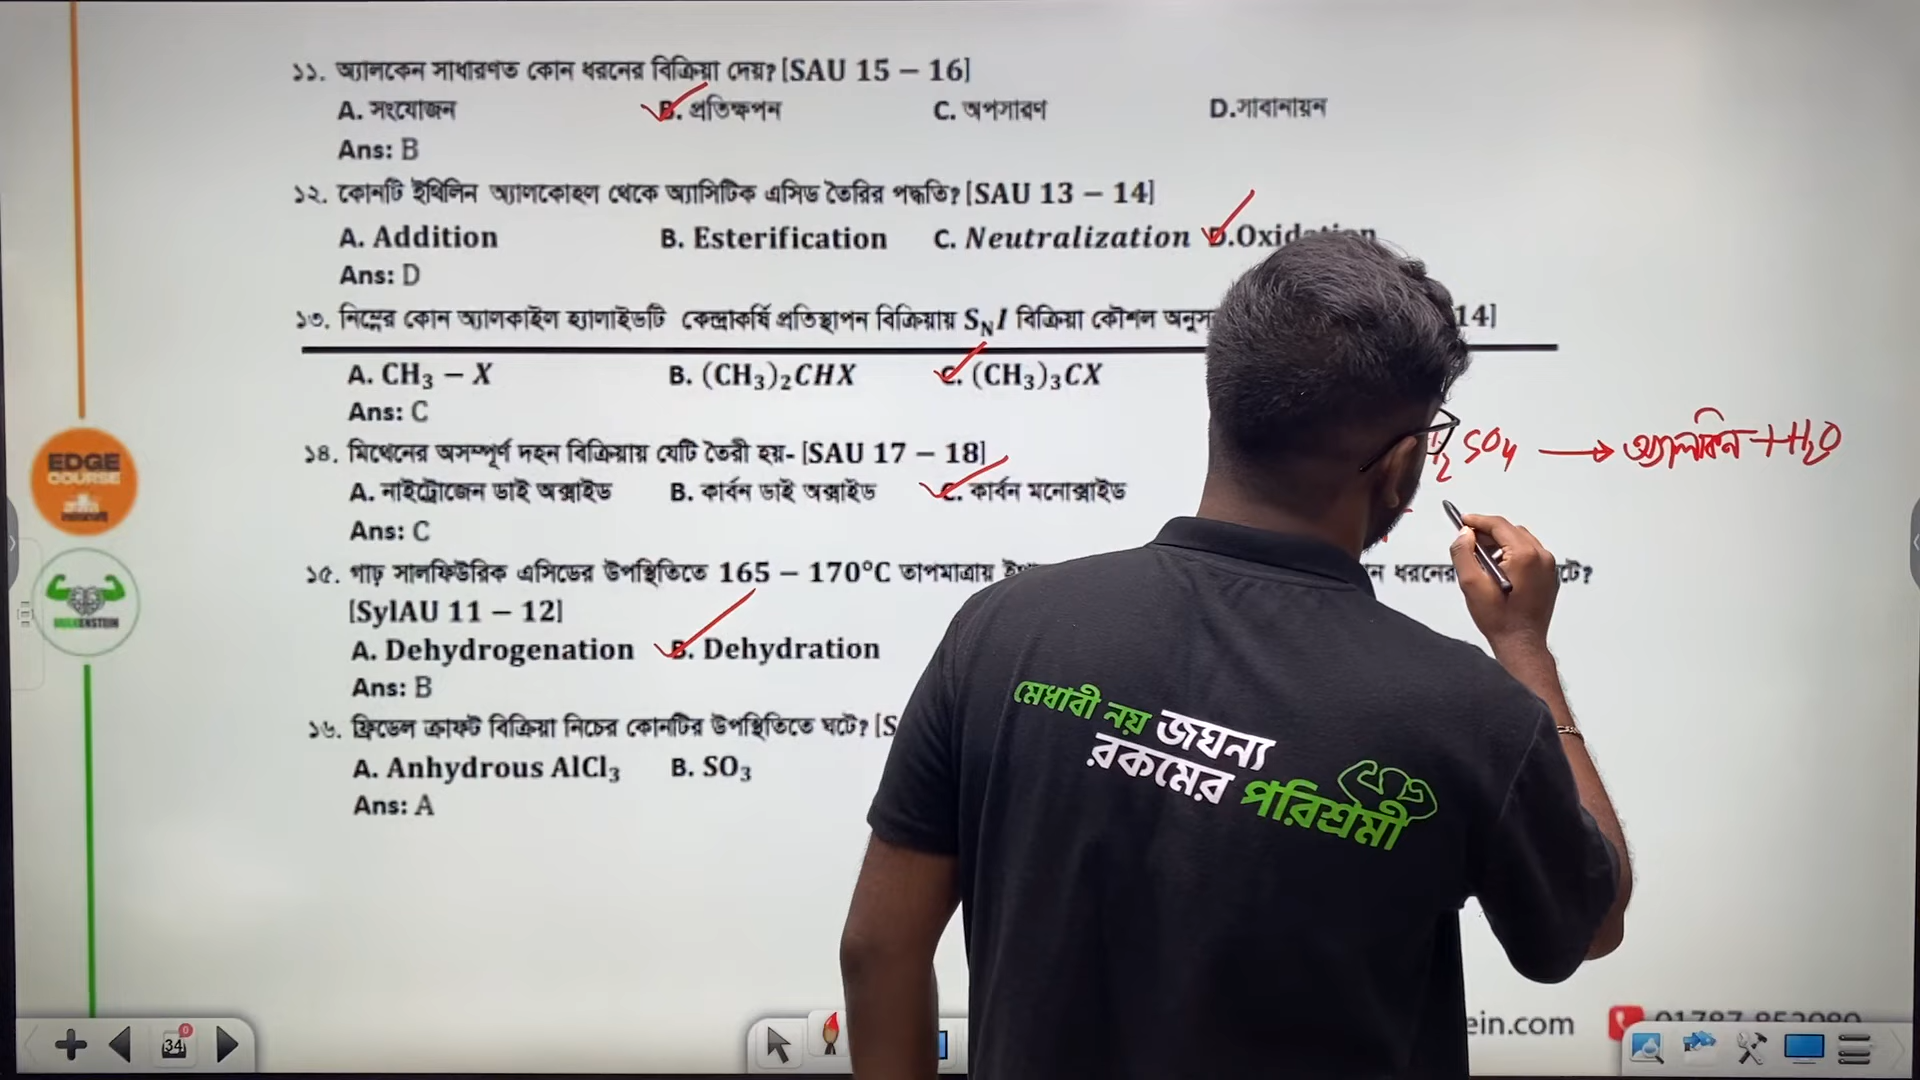 ১১. অ্যালকেন সাধারণত কোন ধরনের বিক্রিয়া দেয়? [SAU 15 – 16]
A. সংযোজন B. প্রতিক্ষপন C. অপসারণ D.সাবানায়ন
Ans: B
১২. কোনটি ইথিলিন অ্যালকোহল থেকে অ্যাসিটিক এসিড তৈরির পদ্ধতি? [SAU 13 – 14]
A. Addition B. Esterification C. Neutralization D.Oxidation
Ans: D
১৩. নিম্নের কোন অ্যালকাইল হ্যালাইডটি কেন্দ্রাকর্ষি প্রতিস্থাপন বিক্রিয়ায় SNI বিক্রিয়া কৌশল 14]
A. CH₃ – X B. (CH₃)₂CHX C. (CH₃)₃CX
Ans: C
১৪. মিথেনের অসম্পূর্ণ দহন বিক্রিয়ায় যেটি তৈরী হয়- [SAU 17 – 18]
A. নাইট্রোজেন ডাই অক্সাইড B. কার্বন ডাই অক্সাইড C. কার্বন মনোক্সাইড
Ans: C
SO₄ → অ্যালকিন + H₂O
১৫. গাঢ় সালফিউরিক এসিডের উপস্থিতিতে 165 – 170°C তাপমাত্রায় ধরনের
[SylAU 11 – 12]
A. Dehydrogenation B. Dehydration
Ans: B
১৬. ফ্রিডেল ক্রাফট বিক্রিয়া নিচের কোনটির উপস্থিতিতে ঘটে? [S
A. Anhydrous AlCl₃ B. SO₃
Ans: A
EDGE
COURSE
মেধাবী নয় জঘন্য
রকমের পরিশ্রমী
ein.com
34
0